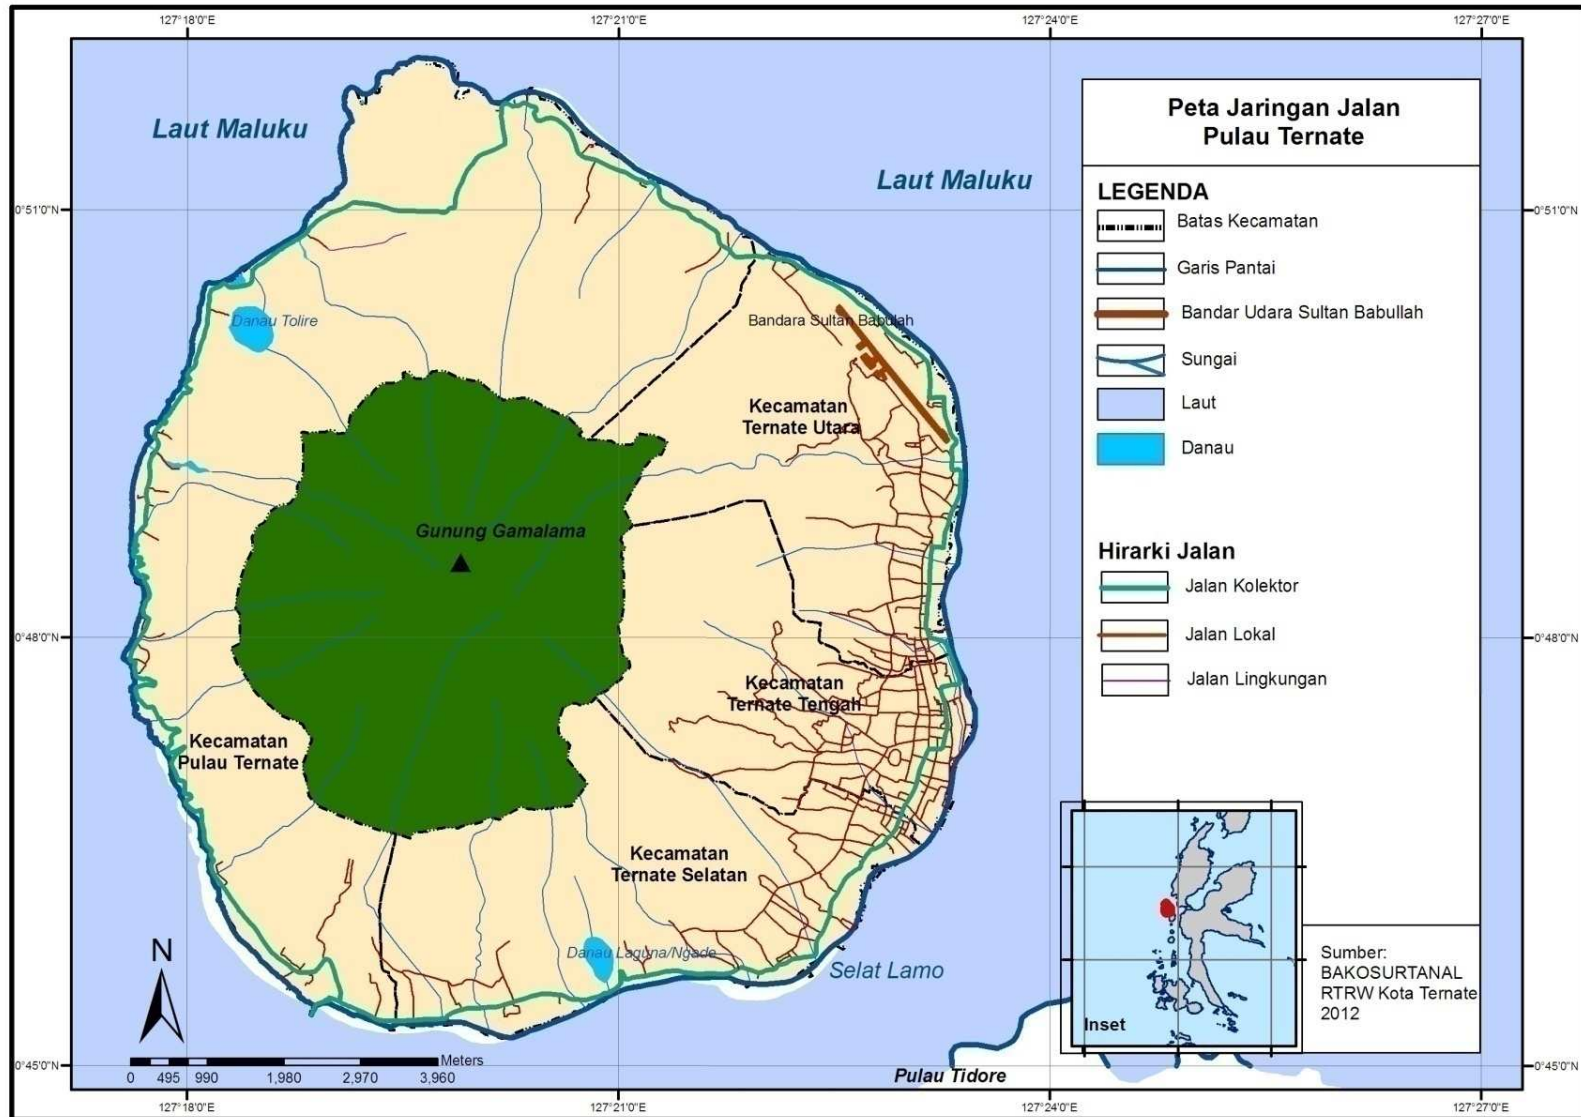 127°18'0"E
127°21'0"E
127°24'0"E
127°27'0"E
Laut Maluku
Laut Maluku
0°51'0"N
0°51'0"N
Danau Tolire
Bandara Sultan Babullah
Kecamatan
Ternate Utara
Gunung Gamalama
0°48'0"N
0°48'0"N
Kecamatan
Ternate Tengah
Kecamatan
Pulau Ternate
Kecamatan
Ternate Selatan
Danau Laguna/Ngade
Selat Lamo
N
Meters
0 495 990 1,980 2,970 3,960
Pulau Tidore
0°45'0"N
0°45'0"N
127°18'0"E
127°21'0"E
127°24'0"E
127°27'0"E
Peta Jaringan Jalan
Pulau Ternate
LEGENDA
Batas Kecamatan
Garis Pantai
Bandar Udara Sultan Babullah
Sungai
Laut
Danau
Hirarki Jalan
Jalan Kolektor
Jalan Lokal
Jalan Lingkungan
Inset
Sumber:
BAKOSURTANAL
RTRW Kota Ternate
2012